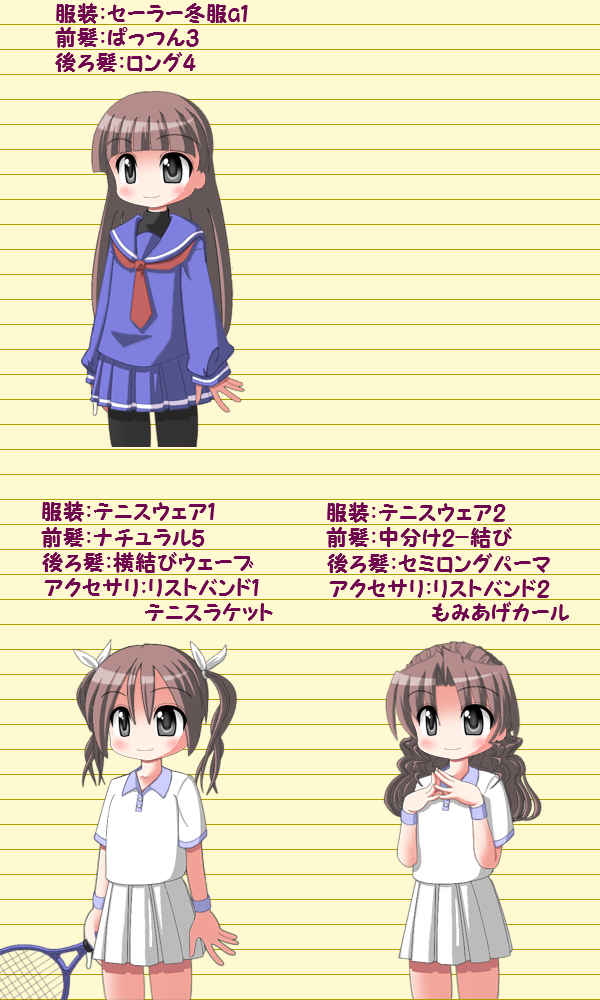 服装:セーラー冬服a1
前髪:ぱっつん3
後ろ髪:ロング4
服装:テニスウェア1
前髪:ナチュラル5
後ろ髪:横結びウェーブ
アクセサリ:リストバンド1
テニスラケット
服装:テニスウェア2
前髪:中分け2-結び
後ろ髪:セミロングパーマ
アクセサリ:リストバンド2
もみあげカール